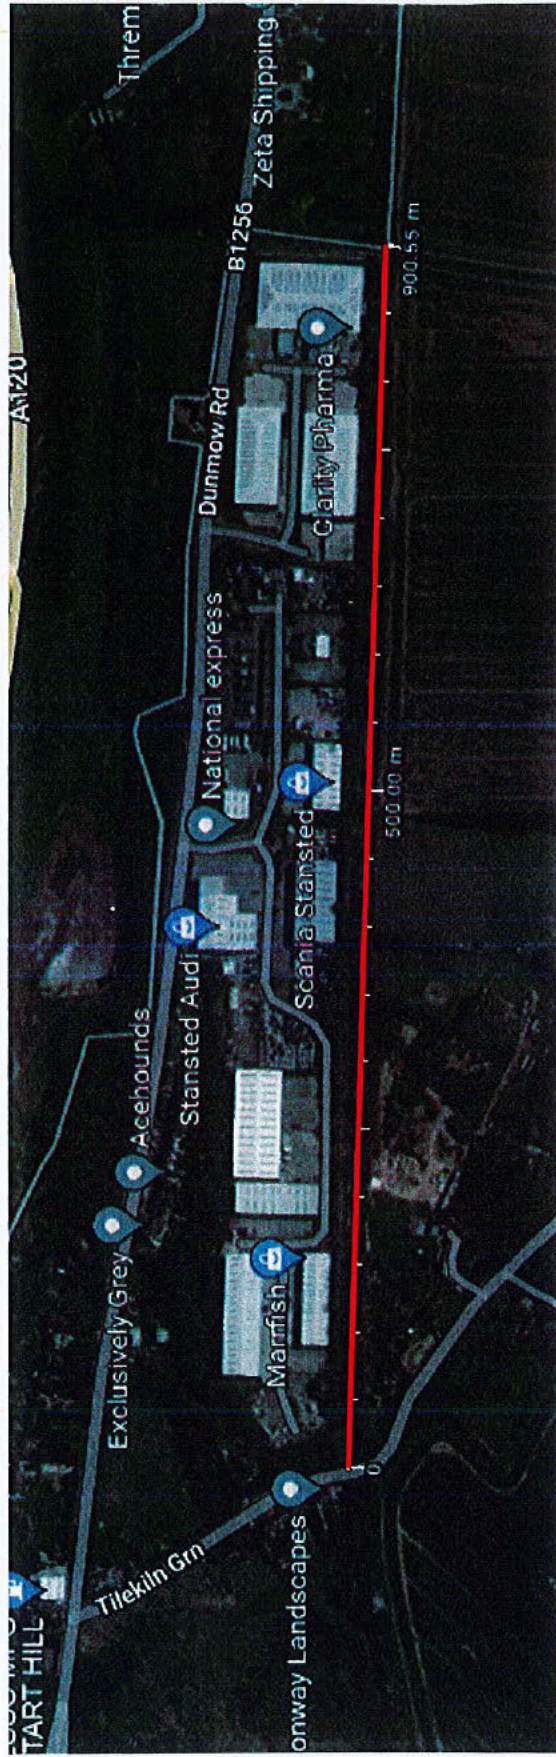 A120
Threm
Zeta Shipping
B1256
Dunmow Rd
Clarity Pharma
900.55 m
National express
Scania Stansted
500.00 m
Stansted Audi
Acehounds
Exclusively Grey
Marrfish
0
Tilekiln Grn
onway Landscapes
TART HILL